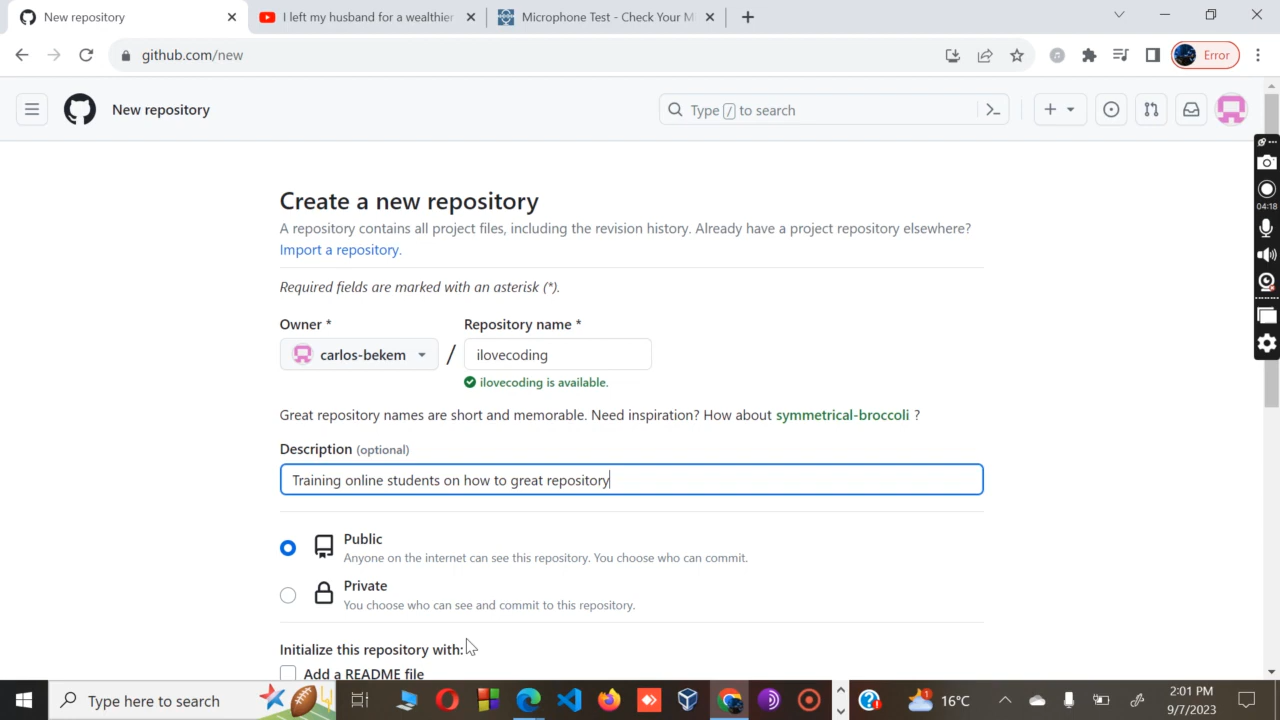 New repository
I left my husband for a wealthier
Microphone Test - Check Your Mi
github.com/new
Error
New repository
Type / to search
04:18
Create a new repository
A repository contains all project files, including the revision history. Already have a project repository elsewhere?
Import a repository.
Required fields are marked with an asterisk (*).
Owner *
Repository name *
carlos-bekem
/
ilovecoding
ilovecoding is available.
Great repository names are short and memorable. Need inspiration? How about symmetrical-broccoli ?
Description (optional)
Training online students on how to great repository
Public
Anyone on the internet can see this repository. You choose who can commit.
Private
You choose who can see and commit to this repository.
Initialize this repository with:
Add a README file
Type here to search
1
16°C
2:01 PM
9/7/2023